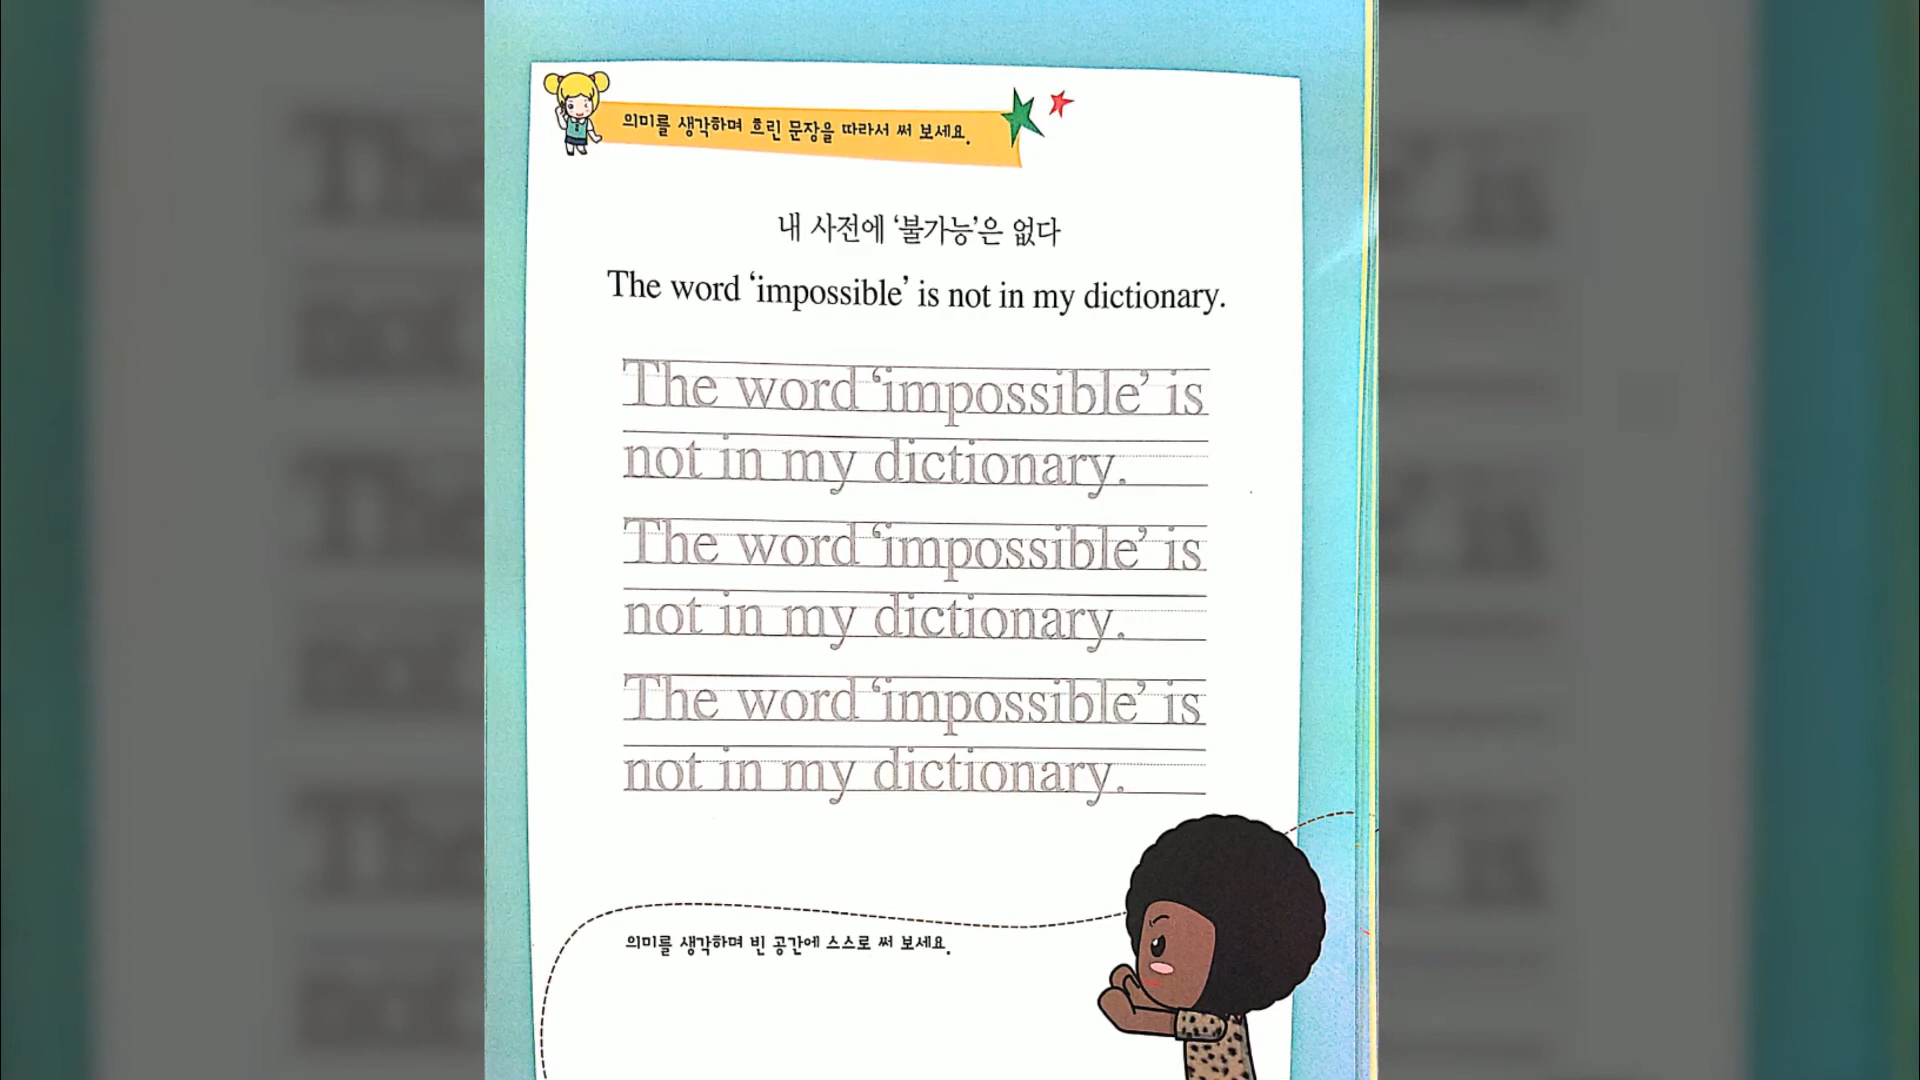 의미를 생각하며 흐린 문장을 따라서 써 보세요.
내 사전에 ‘불가능’은 없다
The word ‘impossible’ is not in my dictionary.
The word ‘impossible’ is
not in my dictionary.
The word ‘impossible’ is
not in my dictionary.
The word ‘impossible’ is
not in my dictionary.
의미를 생각하며 빈 공간에 스스로 써 보세요.